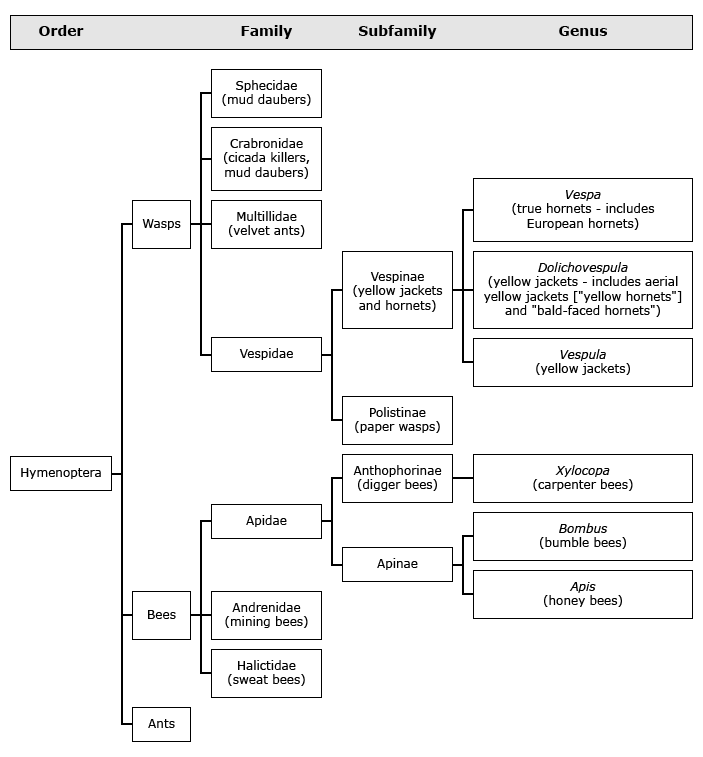 Order Family Subfamily Genus
Sphecidae
(mud daubers)
Crabronidae
(cicada killers,
mud daubers)
Wasps
Multillidae
(velvet ants)
Vespidae
Vespinae
(yellow jackets
and hornets)
Vespa
(true hornets - includes
European hornets)
Dolichovespula
(yellow jackets - includes aerial
yellow jackets ["yellow hornets"]
and "bald-faced hornets")
Vespula
(yellow jackets)
Polistinae
(paper wasps)
Hymenoptera
Anthophorinae
(digger bees)
Xylocopa
(carpenter bees)
Apidae
Apinae
Bombus
(bumble bees)
Apis
(honey bees)
Bees
Andrenidae
(mining bees)
Halictidae
(sweat bees)
Ants